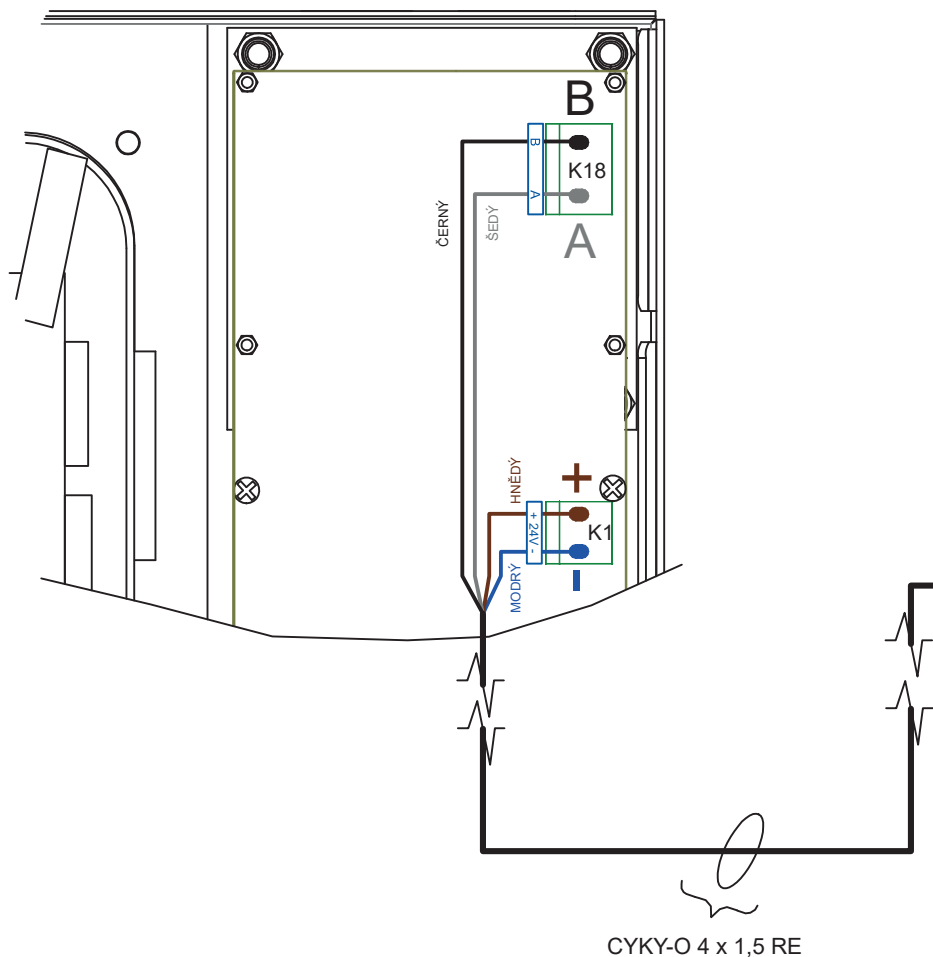 B
B
K18
A
A
ČERNÝ
ŠEDÝ
HNĚDÝ
+
+ 24V -
K1
-
MODRÝ
CYKY-O 4 x 1,5 RE